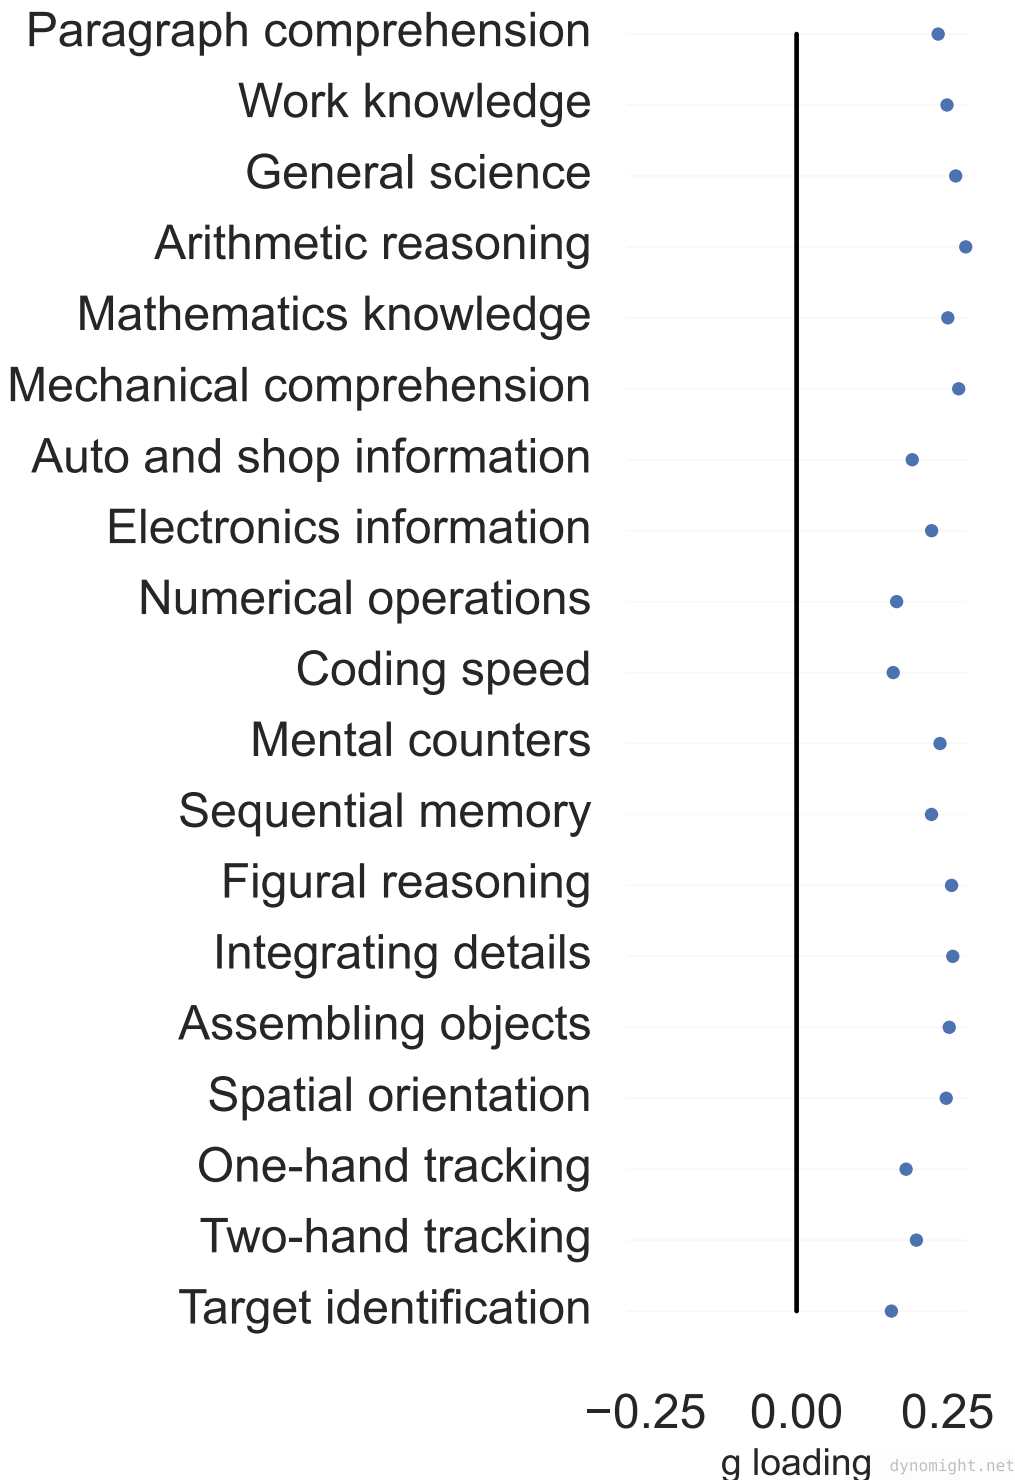 Paragraph comprehension
Work knowledge
General science
Arithmetic reasoning
Mathematics knowledge
Mechanical comprehension
Auto and shop information
Electronics information
Numerical operations
Coding speed
Mental counters
Sequential memory
Figural reasoning
Integrating details
Assembling objects
Spatial orientation
One-hand tracking
Two-hand tracking
Target identification
−0.25 0.00 0.25
g loading
dynomight.net